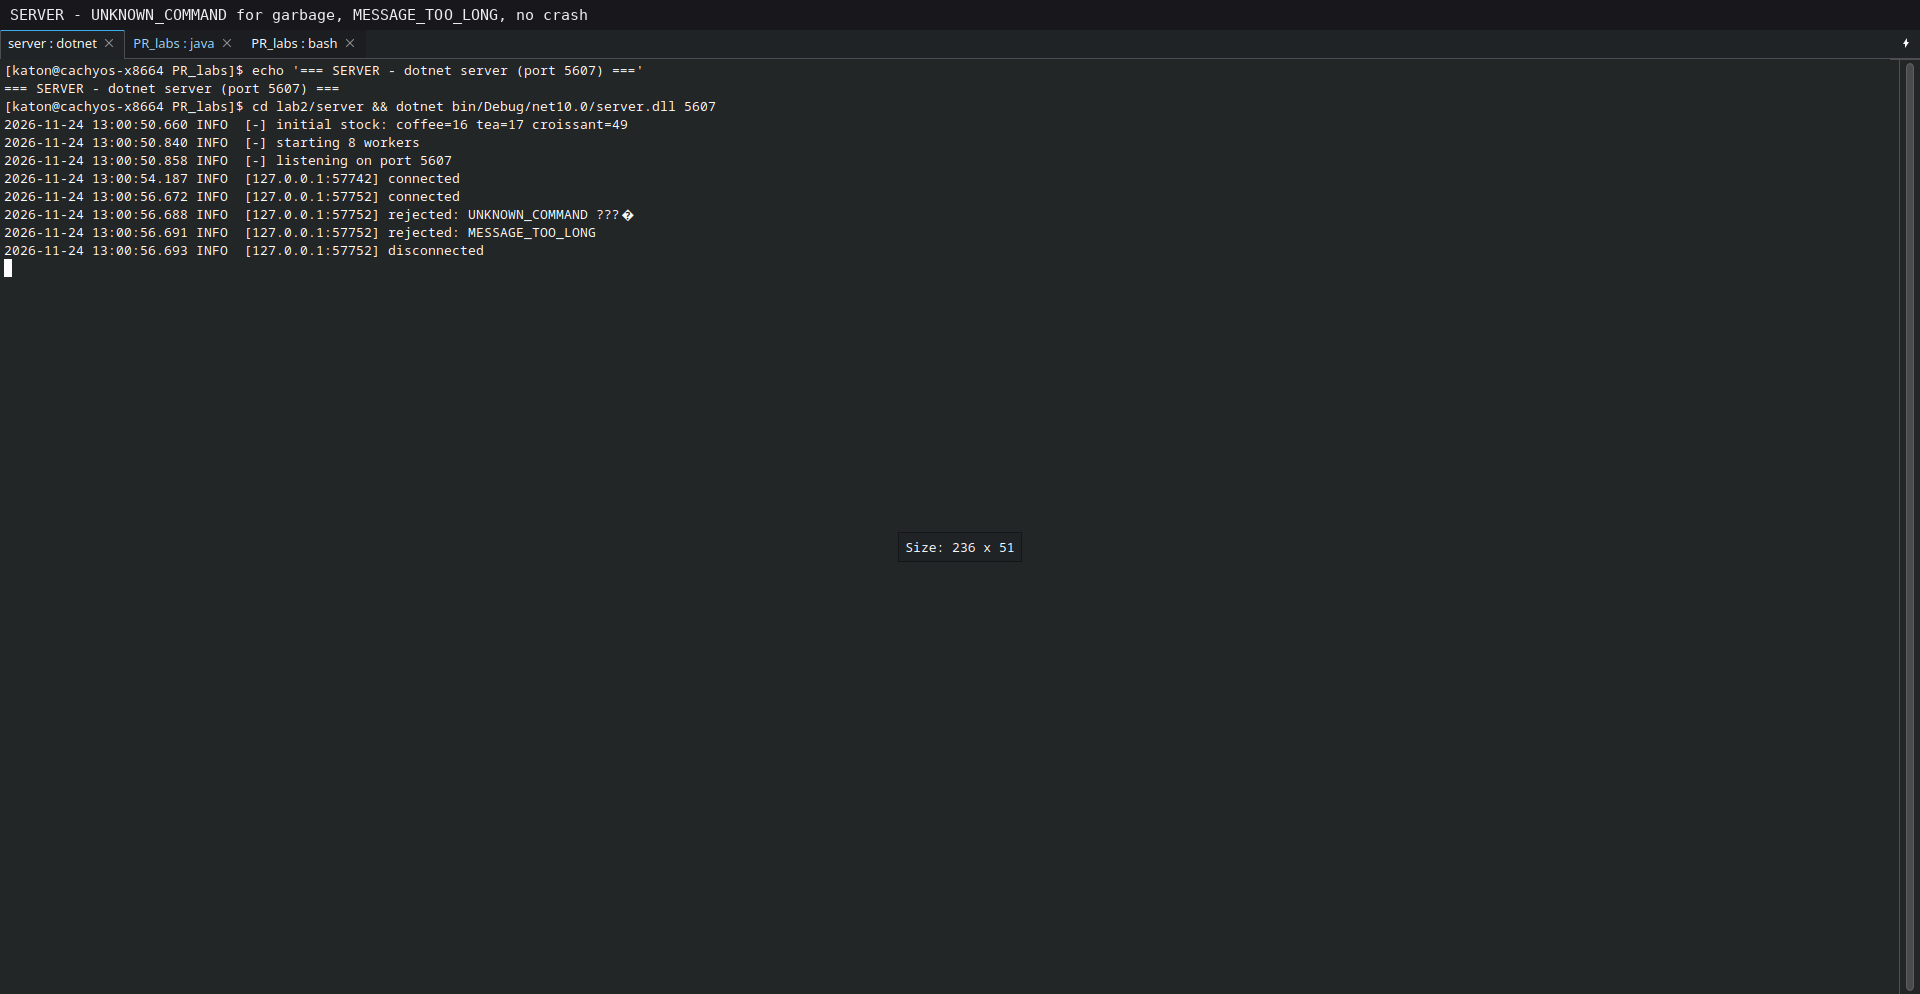 SERVER - UNKNOWN_COMMAND for garbage, MESSAGE_TOO_LONG, no crash
server : dotnet PR_labs : java PR_labs : bash
[katon@cachyos-x8664 PR_labs]$ echo '=== SERVER - dotnet server (port 5607) ==='
=== SERVER - dotnet server (port 5607) ===
[katon@cachyos-x8664 PR_labs]$ cd lab2/server && dotnet bin/Debug/net10.0/server.dll 5607
2026-11-24 13:00:50.660 INFO  [-] initial stock: coffee=16 tea=17 croissant=49
2026-11-24 13:00:50.840 INFO  [-] starting 8 workers
2026-11-24 13:00:50.858 INFO  [-] listening on port 5607
2026-11-24 13:00:54.187 INFO  [127.0.0.1:57742] connected
2026-11-24 13:00:56.672 INFO  [127.0.0.1:57752] connected
2026-11-24 13:00:56.688 INFO  [127.0.0.1:57752] rejected: UNKNOWN_COMMAND ???�
2026-11-24 13:00:56.691 INFO  [127.0.0.1:57752] rejected: MESSAGE_TOO_LONG
2026-11-24 13:00:56.693 INFO  [127.0.0.1:57752] disconnected
Size: 236 x 51